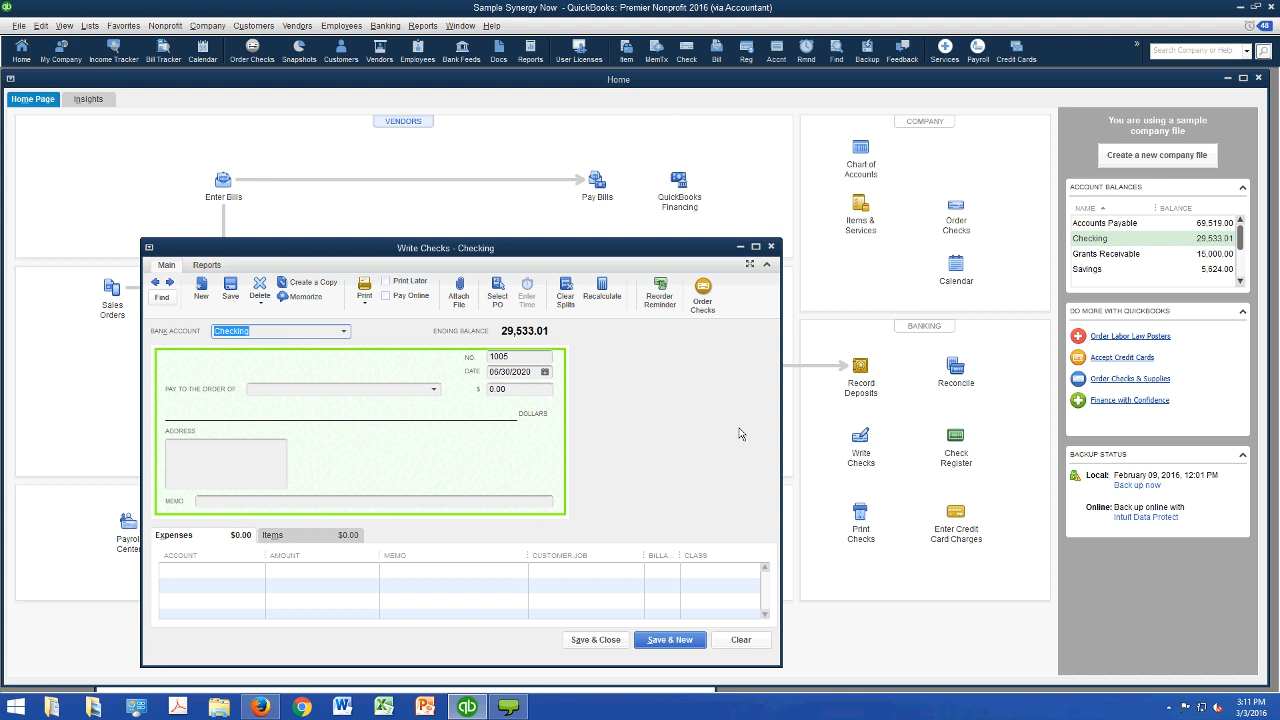 Sample Synergy Now - QuickBooks: Premier Nonprofit 2016 (via Accountant)
File Edit View Lists Favorites Nonprofit Company Customers Vendors Employees Banking Reports Window Help
48
Home My Company Income Tracker Bill Tracker Calendar Order Checks Snapshots Customers Vendors Employees Bank Feeds Docs Reports User Licenses Item MemTx Check Bill Reg Accnt Rmnd Find Backup Feedback Services Payroll Credit Cards
Search Company or Help
Home
Home Page Insights
VENDORS
Enter Bills
Pay Bills
QuickBooks
Financing
Sales
Orders
Payrol
Center
COMPANY
Chart of
Accounts
Items &
Services
Order
Checks
Calendar
BANKING
Record
Deposits
Reconcile
Write
Checks
Check
Register
Print
Checks
Enter Credit
Card Charges
You are using a sample
company file
Create a new company file
ACCOUNT BALANCES
NAME BALANCE
Accounts Payable 69,519.00
Checking 29,533.01
Grants Receivable 15,000.00
Savings 5,624.00
DO MORE WITH QUICKBOOKS
Order Labor Law Posters
Accept Credit Cards
Order Checks & Supplies
Finance with Confidence
BACKUP STATUS
Local: February 09, 2016, 12:01 PM
Back up now
Online: Back up online with
Intuit Data Protect
Write Checks - Checking
Main Reports
Find
New
Save
Delete
Create a Copy
Memorize
Print
Print Later
Pay Online
Attach
File
Select
PO
Enter
Time
Clear
Splits
Recalculate
Reorder
Reminder
Order
Checks
BANK ACCOUNT Checking ENDING BALANCE 29,533.01
NO. 1005
DATE 06/30/2020
PAY TO THE ORDER OF $ 0.00
DOLLARS
ADDRESS
MEMO
Expenses $0.00 Items $0.00
ACCOUNT AMOUNT MEMO CUSTOMER:JOB BILLA... CLASS
Save & Close Save & New Clear
3:11 PM
3/3/2016